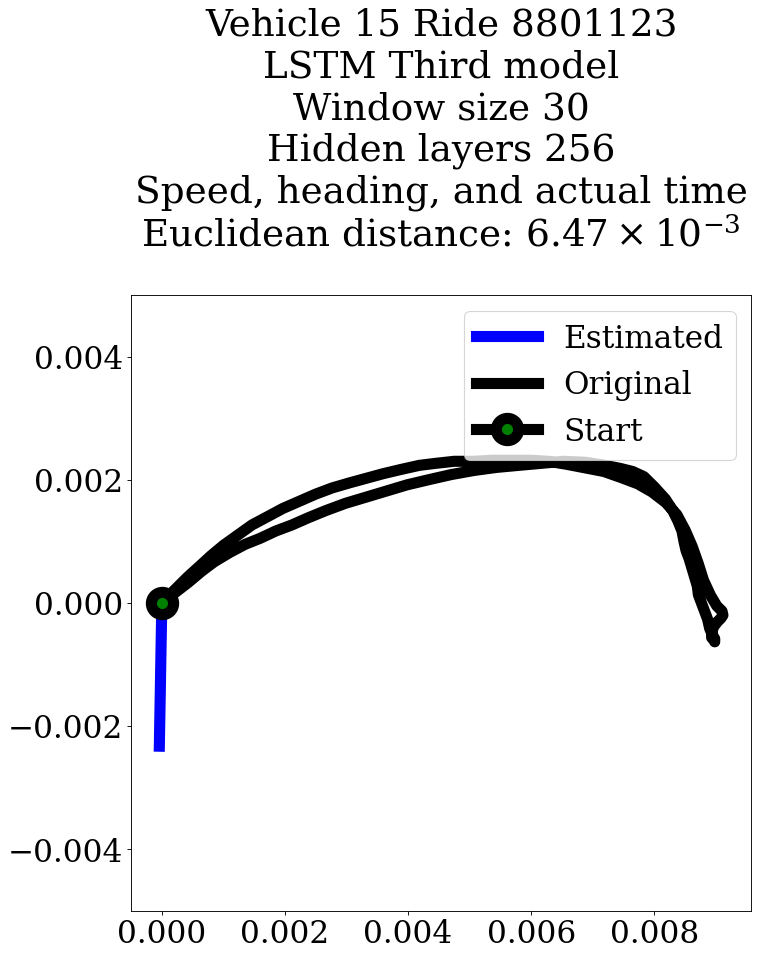 Vehicle 15 Ride 8801123
LSTM Third model
Window size 30
Hidden layers 256
Speed, heading, and actual time
Euclidean distance: 6.47 × 10⁻³
Estimated
Original
Start
0.004
0.002
0.000
−0.002
−0.004
0.000 0.002 0.004 0.006 0.008